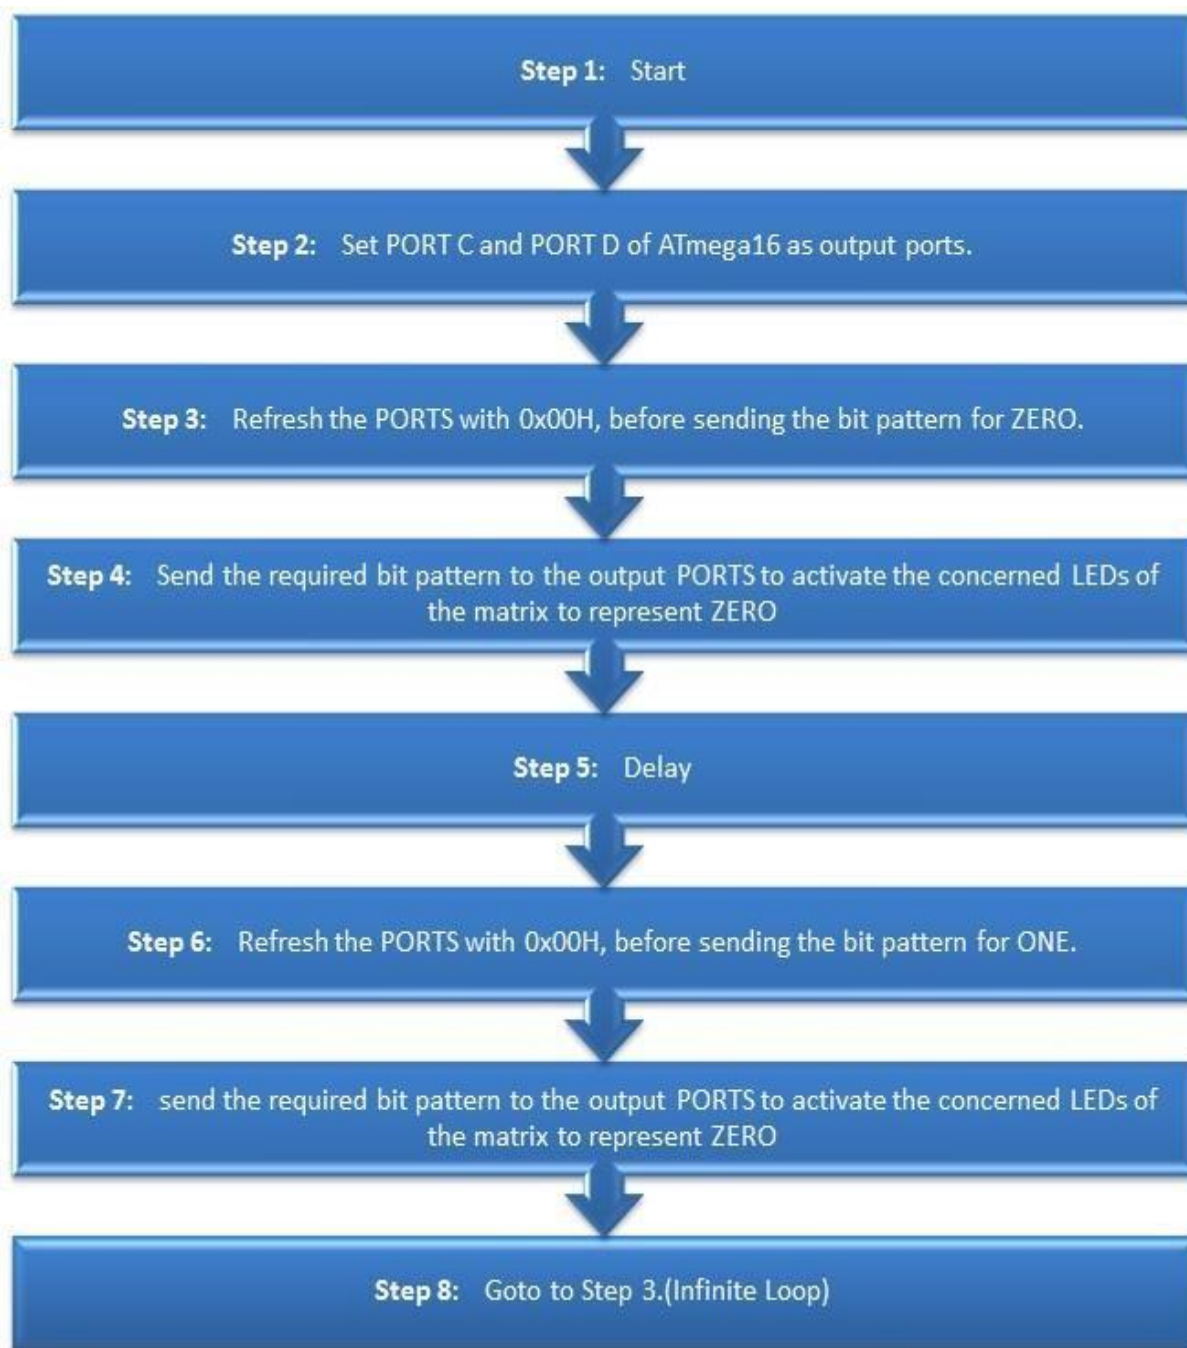 Step 1: Start
Step 2: Set PORT C and PORT D of ATmega16 as output ports.
Step 3: Refresh the PORTS with 0x00H, before sending the bit pattern for ZERO.
Step 4: Send the required bit pattern to the output PORTS to activate the concerned LEDs of
the matrix to represent ZERO
Step 5: Delay
Step 6: Refresh the PORTS with 0x00H, before sending the bit pattern for ONE.
Step 7: send the required bit pattern to the output PORTS to activate the concerned LEDs of
the matrix to represent ZERO
Step 8: Goto to Step 3.(Infinite Loop)